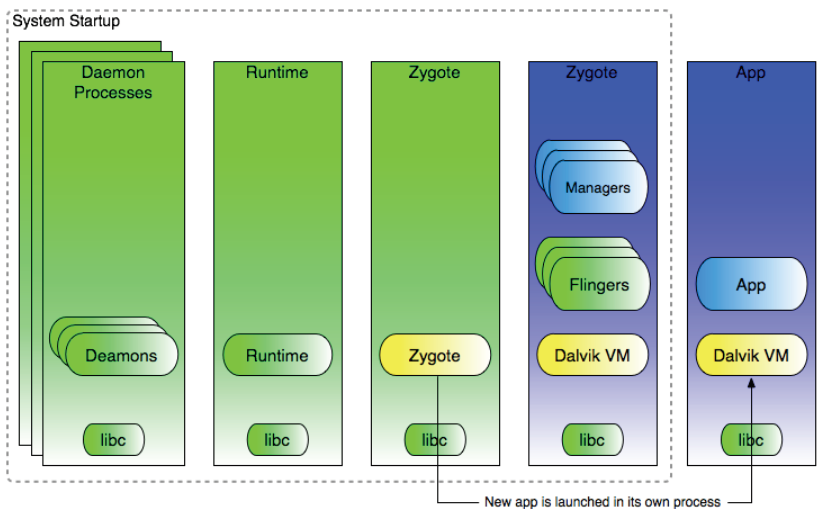 System Startup
Daemon
Processes
Deamons
libc
Runtime
Runtime
libc
Zygote
Zygote
libc
Zygote
Managers
Flingers
Dalvik VM
libc
App
App
Dalvik VM
libc
New app is launched in its own process